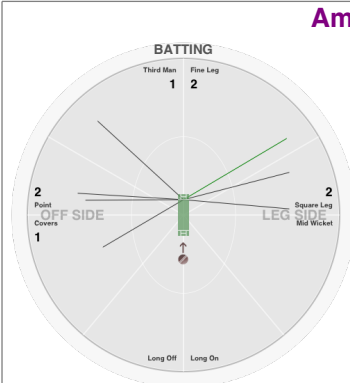 Am
BATTING
Third Man
Fine Leg
1
2
2
2
Point
Square Leg
OFF SIDE
LEG SIDE
Covers
Mid Wicket
1
Long Off
Long On